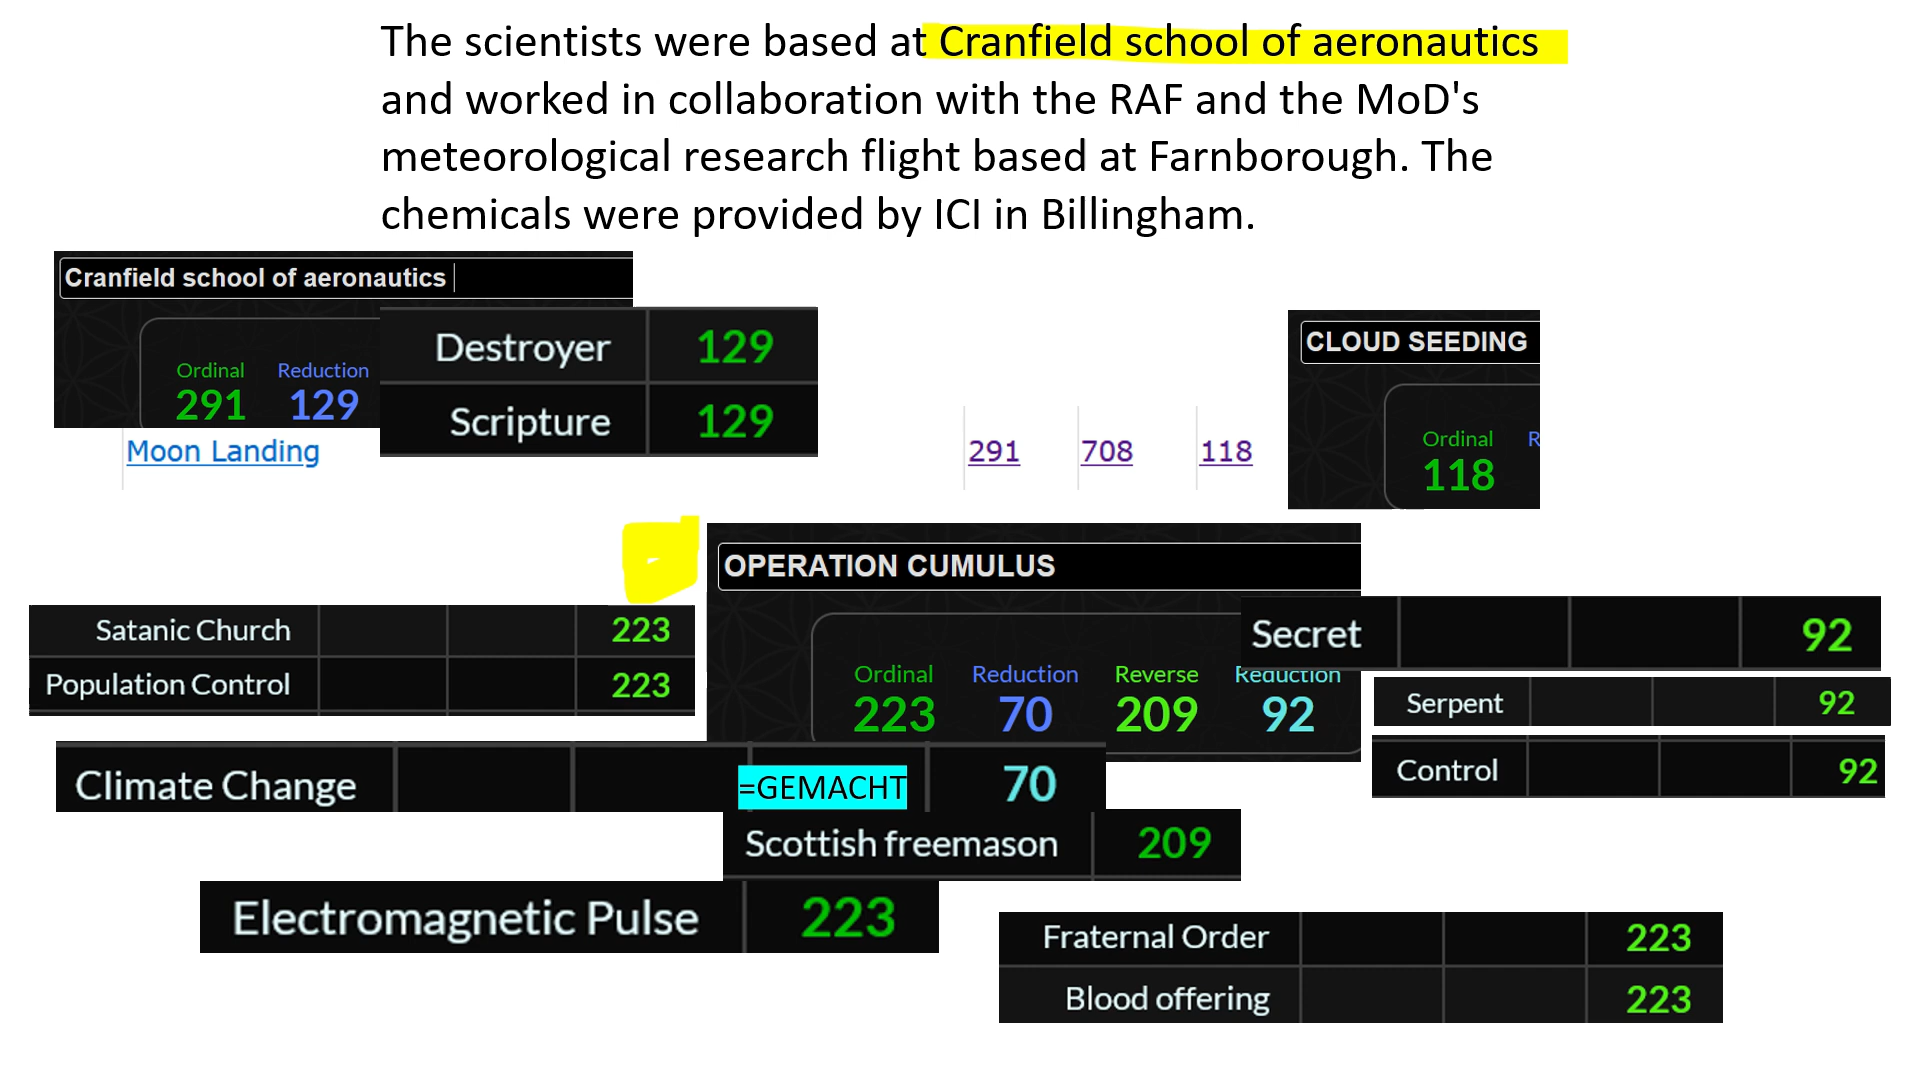 The scientists were based at Cranfield school of aeronautics
and worked in collaboration with the RAF and the MoD's
meteorological research flight based at Farnborough. The
chemicals were provided by ICI in Billingham.
Cranfield school of aeronautics
Ordinal Reduction
291 129
Destroyer 129
Scripture 129
Moon Landing 291 708 118
CLOUD SEEDING
Ordinal R
118
OPERATION CUMULUS
Ordinal Reduction Reverse Reduction
223 70 209 92
Satanic Church 223
Population Control 223
Secret 92
Serpent 92
Control 92
Climate Change =GEMACHT 70
Scottish freemason 209
Electromagnetic Pulse 223
Fraternal Order 223
Blood offering 223